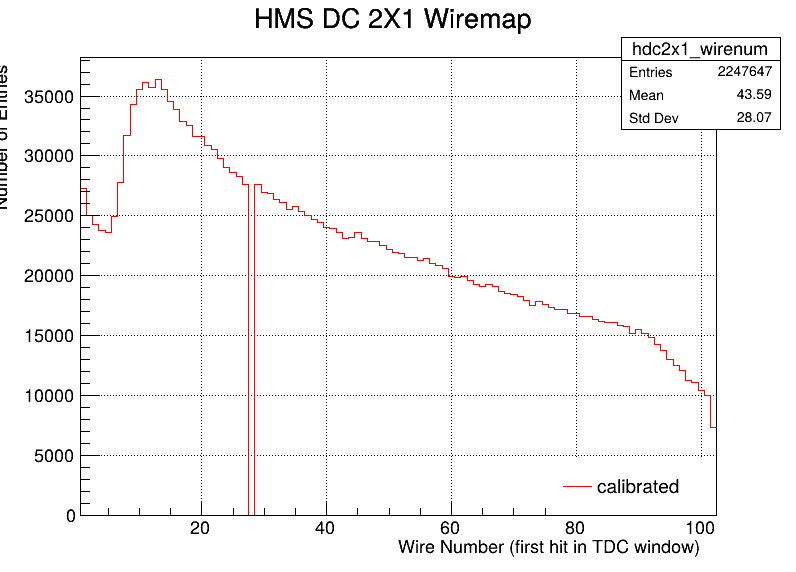 HMS DC 2X1 Wiremap
hdc2x1_wirenum
Entries 2247647
Mean 43.59
Std Dev 28.07
Number of Entries
35000
30000
25000
20000
15000
10000
5000
0
calibrated
20 40 60 80 100
Wire Number (first hit in TDC window)